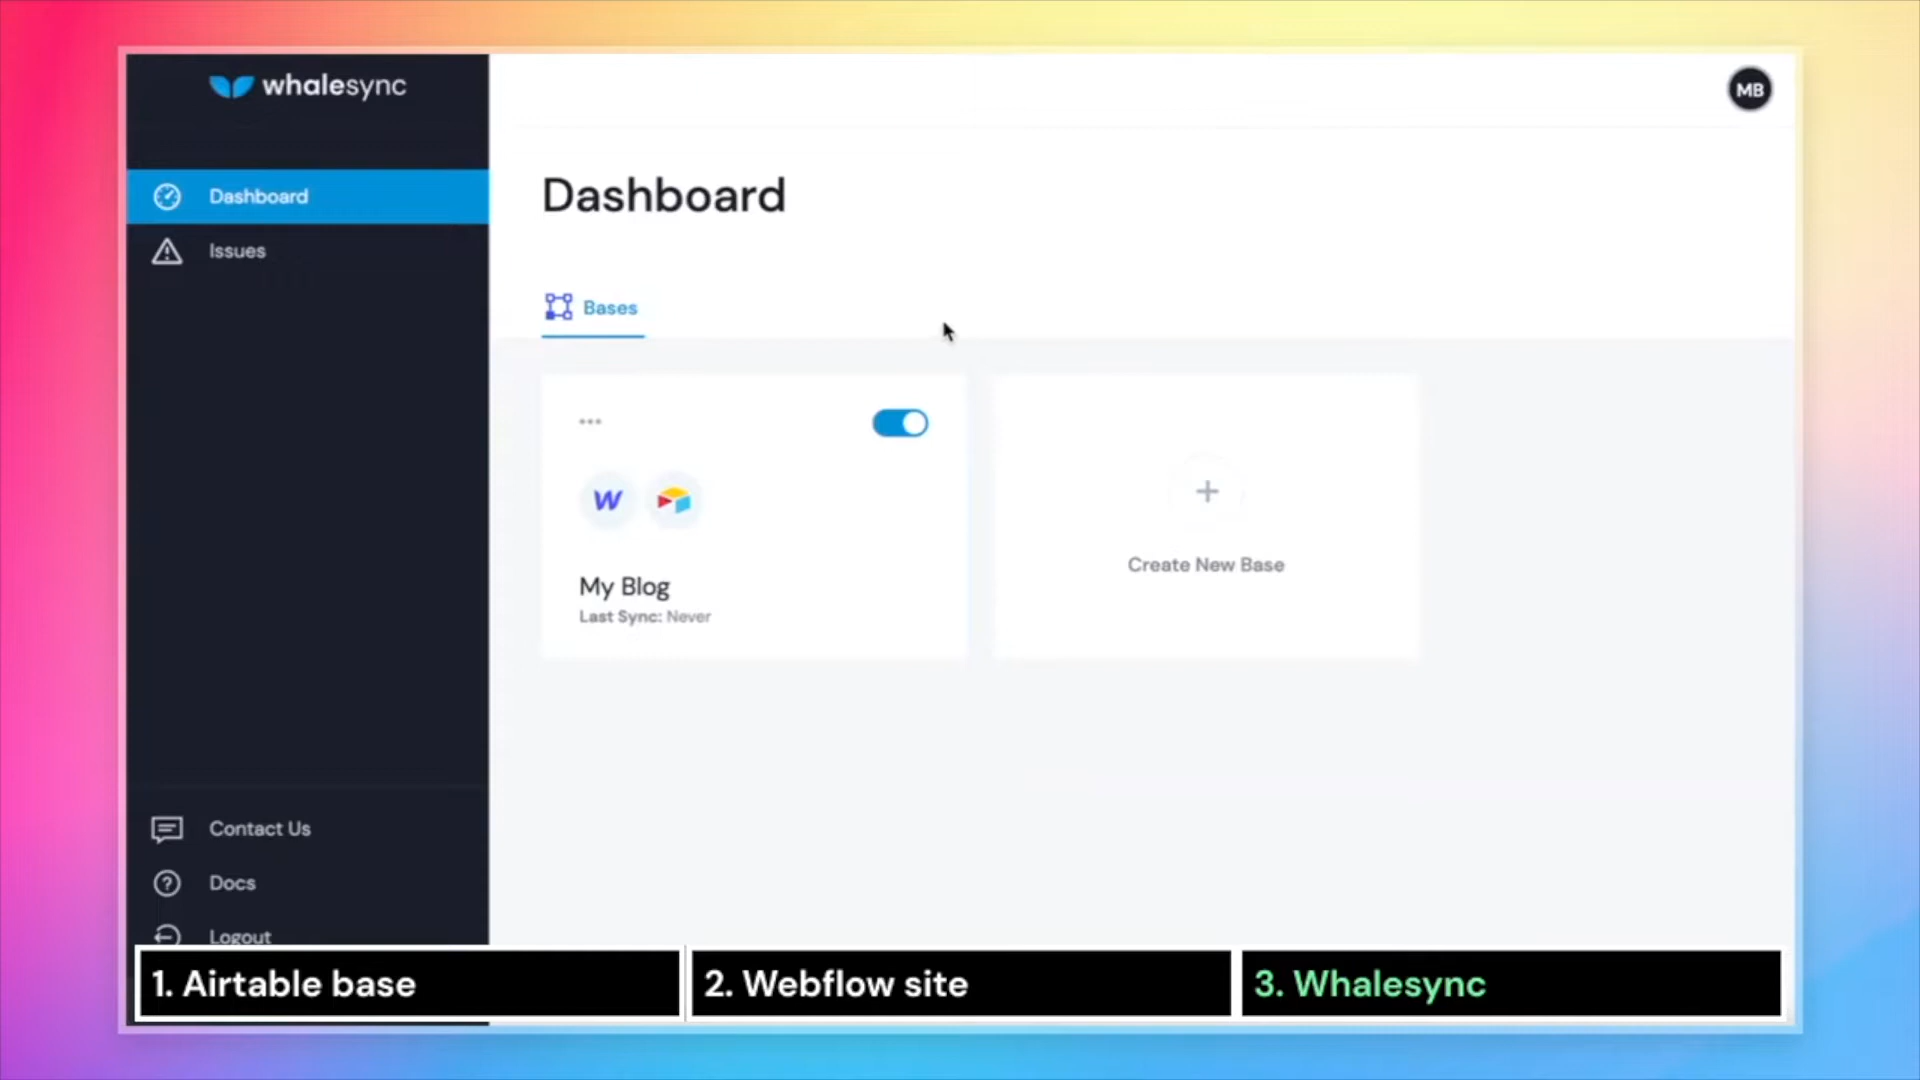 whalesync
MB
Dashboard
Issues
Dashboard
Bases
My Blog
Last Sync: Never
Create New Base
Contact Us
Docs
Logout
1. Airtable base
2. Webflow site
3. Whalesync